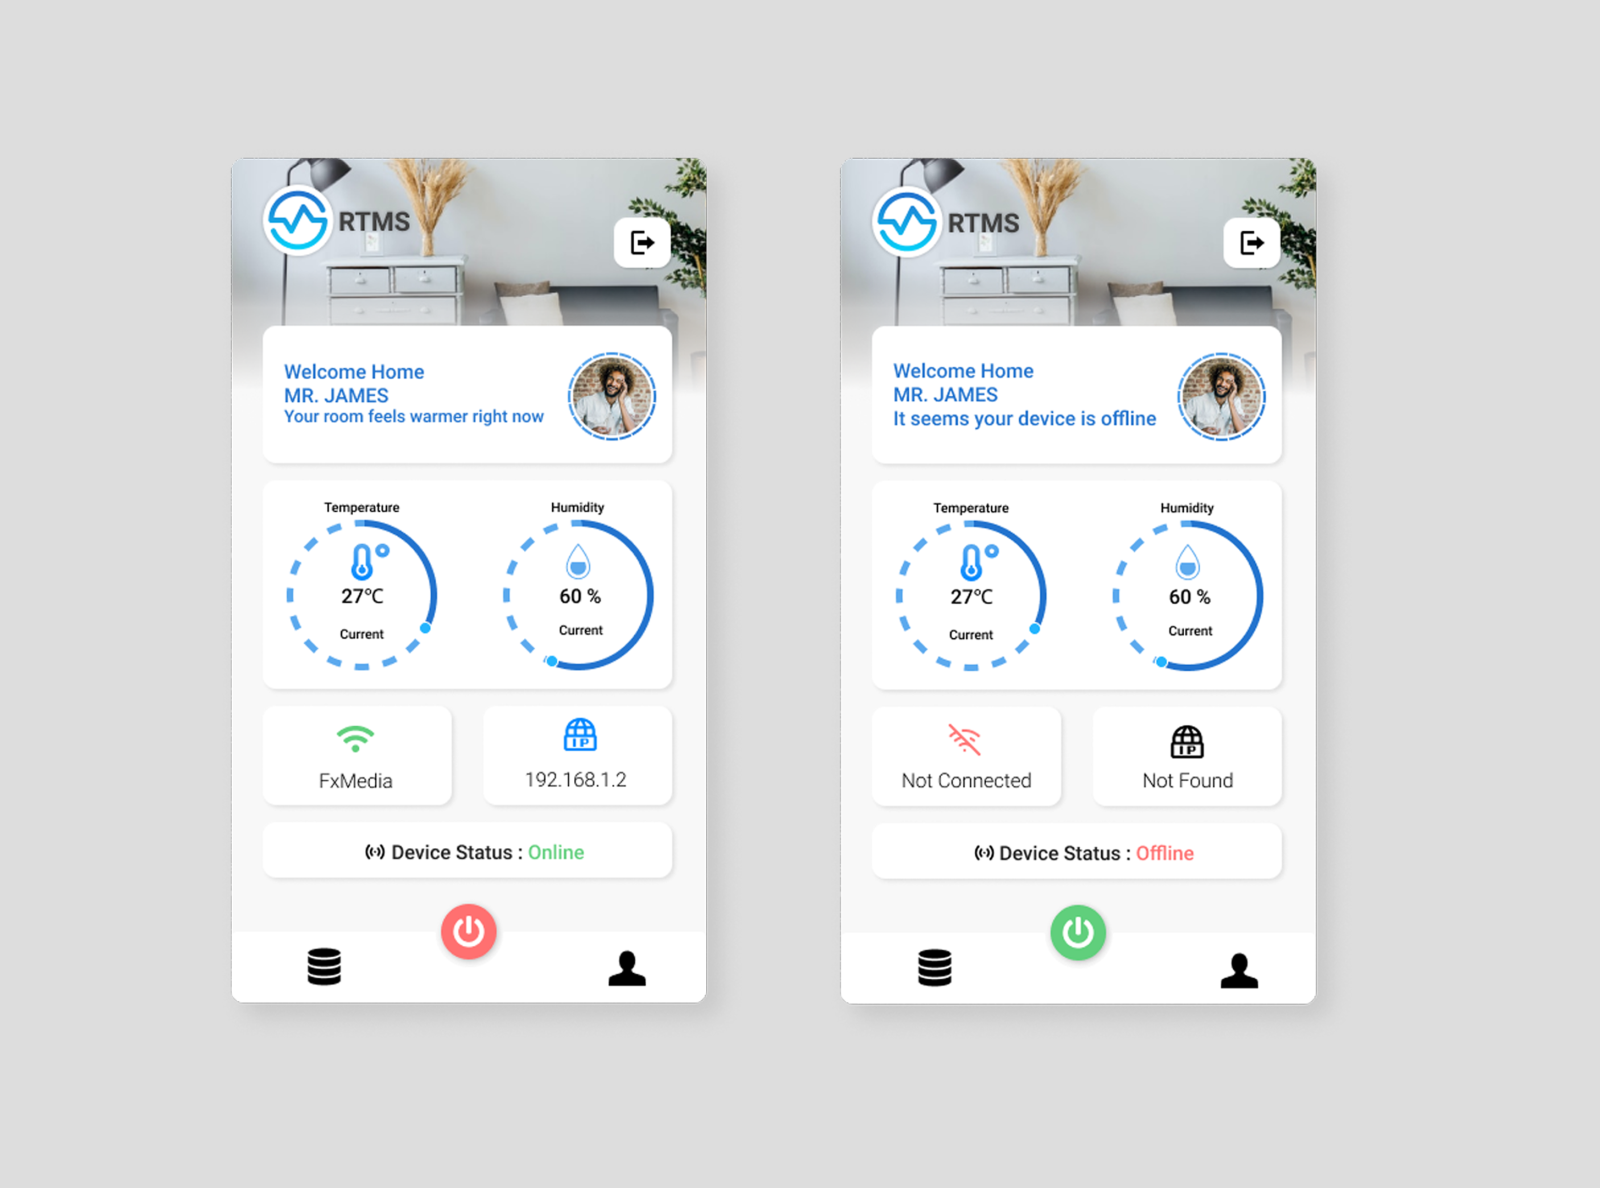 RTMS
Welcome Home
MR. JAMES
Your room feels warmer right now
Temperature
Humidity
27°C
60 %
Current
Current
FxMedia
IP
192.168.1.2
Device Status : Online
RTMS
Welcome Home
MR. JAMES
It seems your device is offline
Temperature
Humidity
27°C
60 %
Current
Current
Not Connected
IP
Not Found
Device Status : Offline